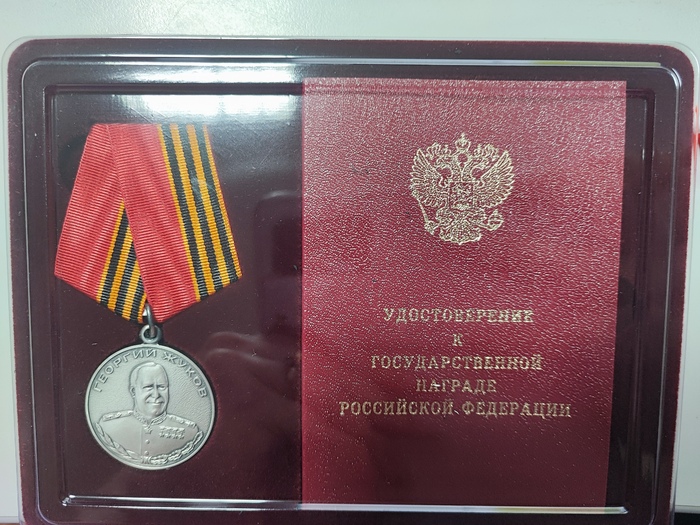 ГЕОРГИЙ ЖУКОВ
УДОСТОВЕРЕНИЕ
К
ГОСУДАРСТВЕННОЙ
НАГРАДЕ
РОССИЙСКОЙ ФЕДЕРАЦИИ